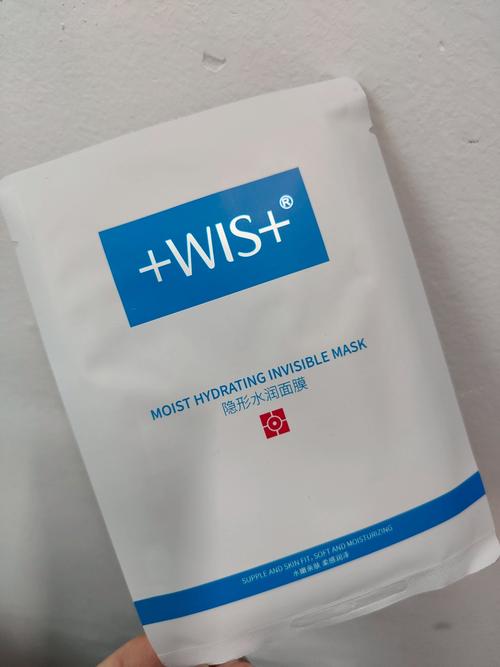 +WIS+®
MOIST HYDRATING INVISIBLE MASK
隐形水润面膜
SUPPLE AND SKIN FIT, SOFT AND MOISTURIZING
水嫩亲肤 柔感润泽